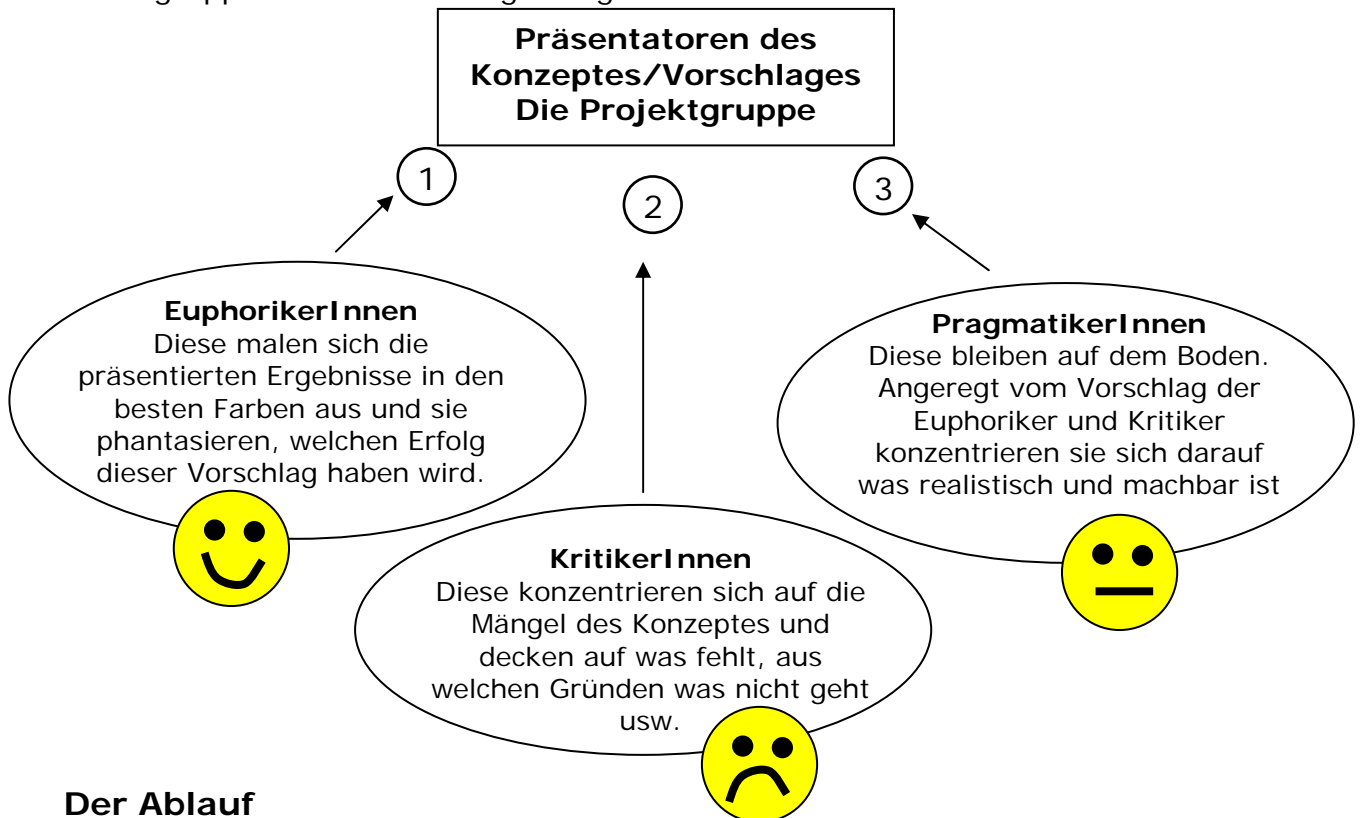 Präsentatoren des
Konzeptes/Vorschlages
Die Projektgruppe
1
2
3
EuphorikerInnen
Diese malen sich die
präsentierten Ergebnisse in den
besten Farben aus und sie
phantasieren, welchen Erfolg
dieser Vorschlag haben wird.
KritikerInnen
Diese konzentrieren sich auf die
Mängel des Konzeptes und
decken auf was fehlt, aus
welchen Gründen was nicht geht
usw.
PragmatikerInnen
Diese bleiben auf dem Boden.
Angeregt vom Vorschlag der
Euphoriker und Kritiker
konzentrieren sie sich darauf
was realistisch und machbar ist
Der Ablauf